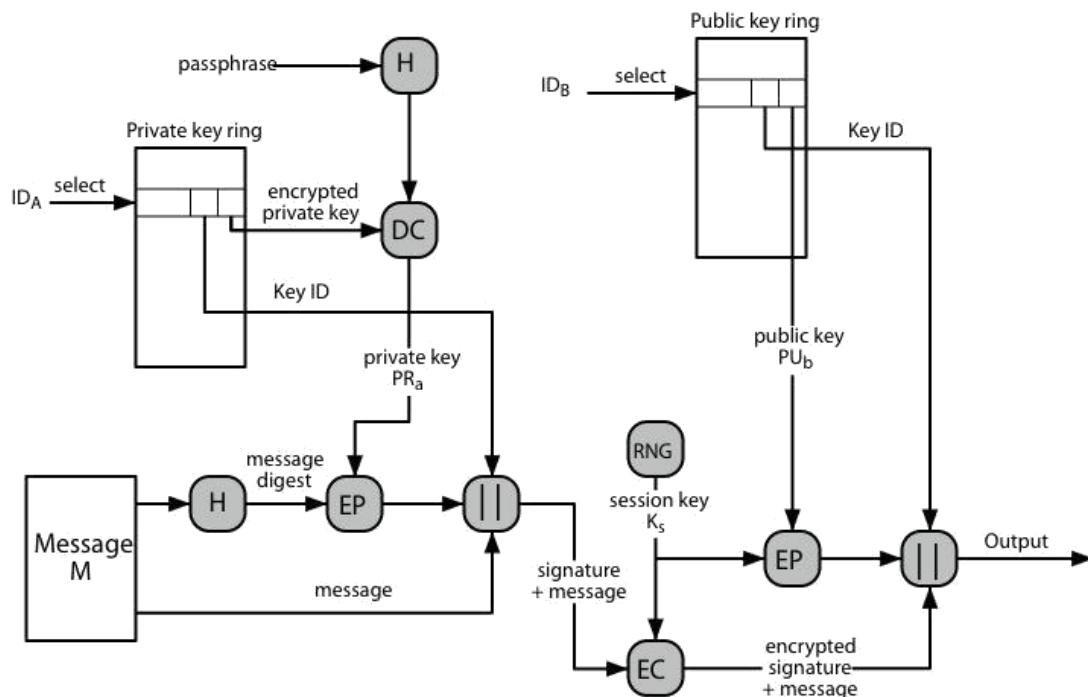 Public key ring
passphrase
H
ID_B
select
Key ID
Private key ring
ID_A
select
encrypted
private key
DC
Key ID
private key
PR_a
public key
PU_b
RNG
session key
K_s
Message
M
H
message
digest
EP
||
message
signature
+ message
EP
||
Output
EC
encrypted
signature
+ message